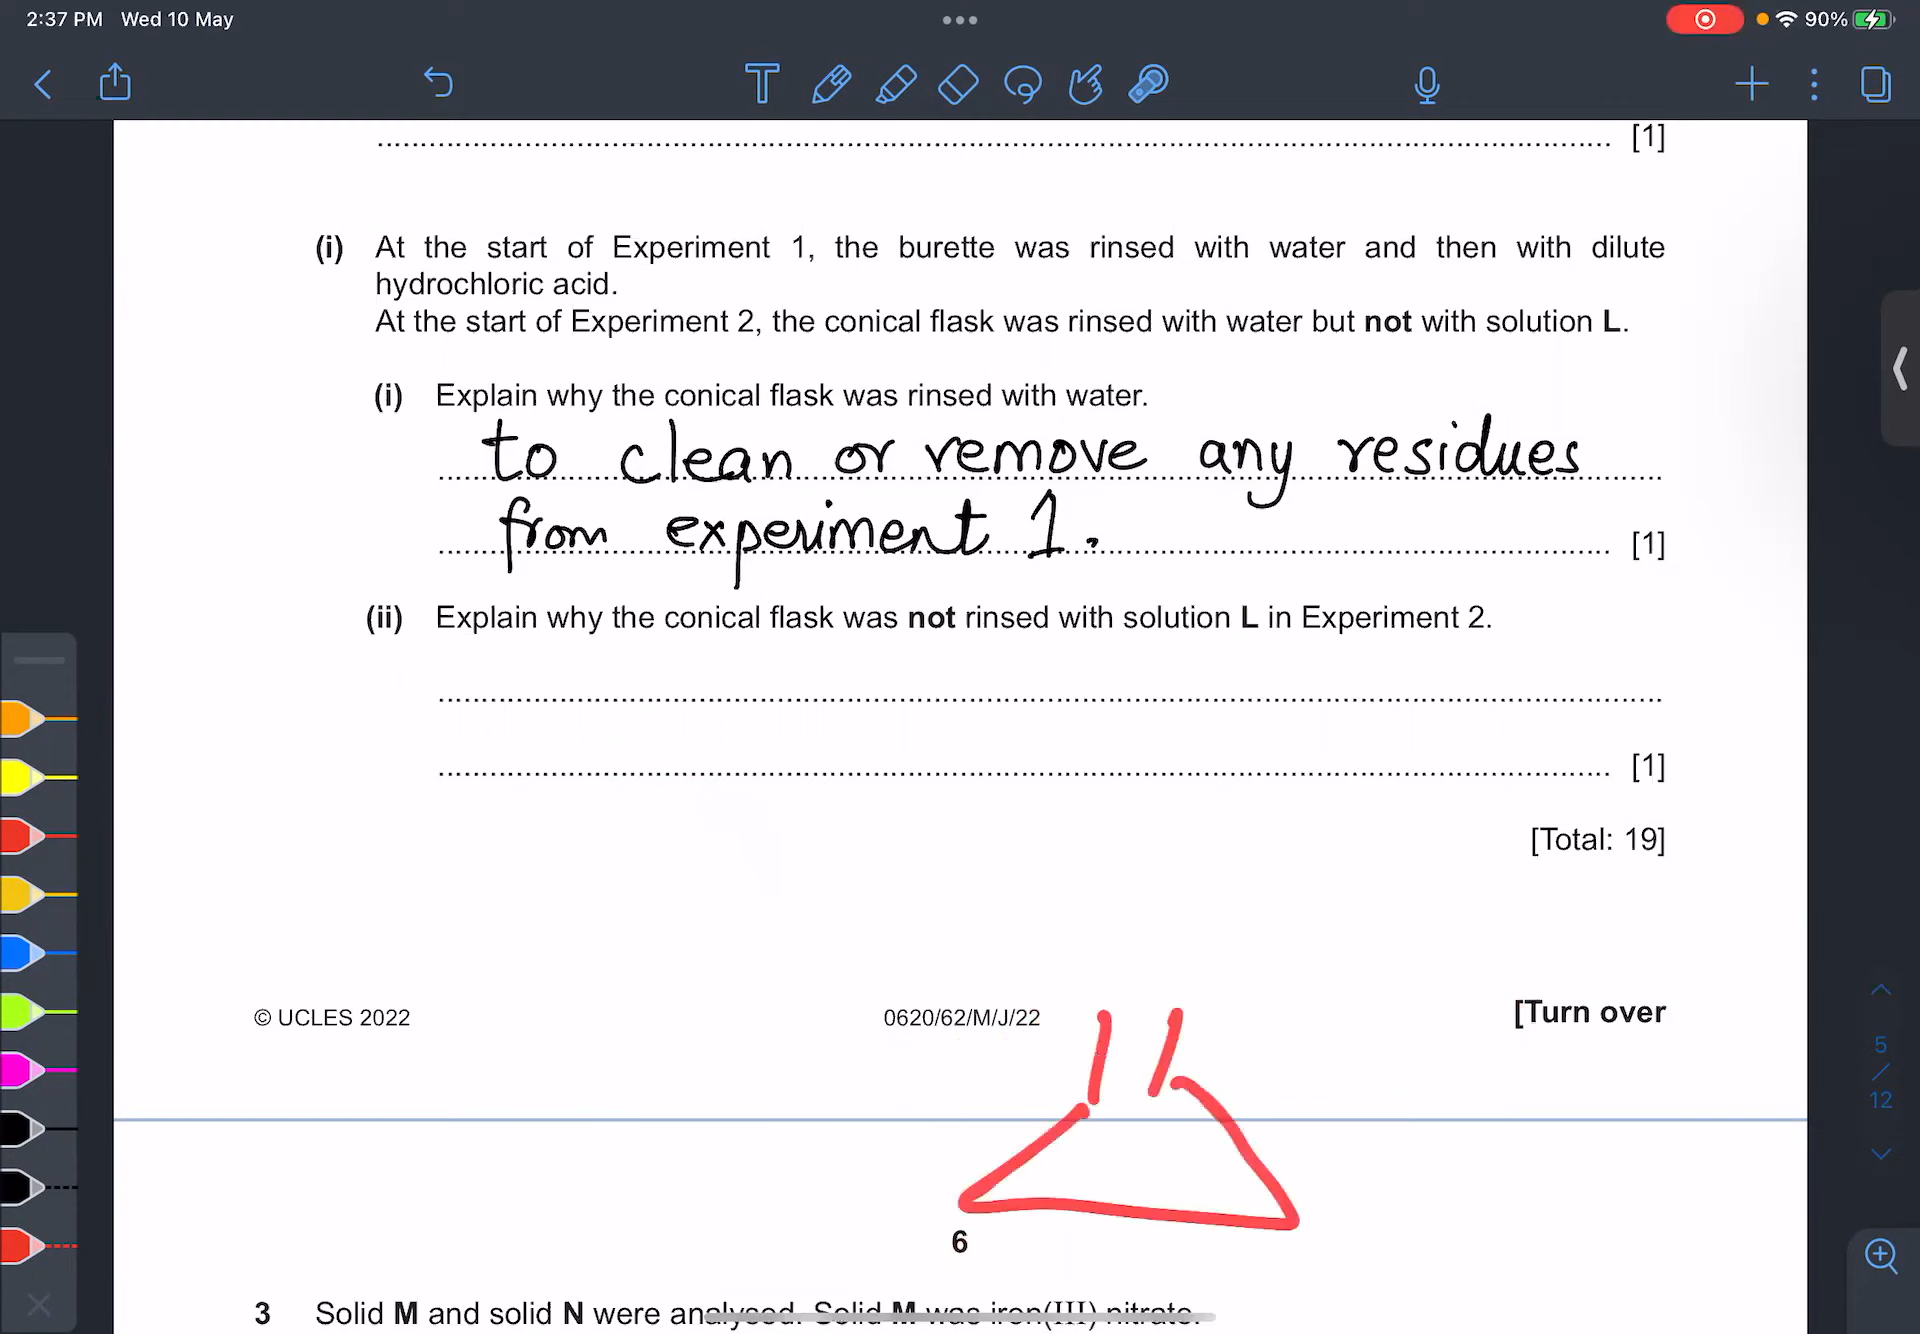 2:37 PM Wed 10 May
90%
[1]
(i) At the start of Experiment 1, the burette was rinsed with water and then with dilute
hydrochloric acid.
At the start of Experiment 2, the conical flask was rinsed with water but not with solution L.
(i) Explain why the conical flask was rinsed with water.
to clean or remove any residues
from experiment 1.
[1]
(ii) Explain why the conical flask was not rinsed with solution L in Experiment 2.
[1]
[Total: 19]
© UCLES 2022
0620/62/M/J/22
[Turn over
5
/
12
6
3 Solid M and solid N were analysed. Solid M was iron(III) nitrate.